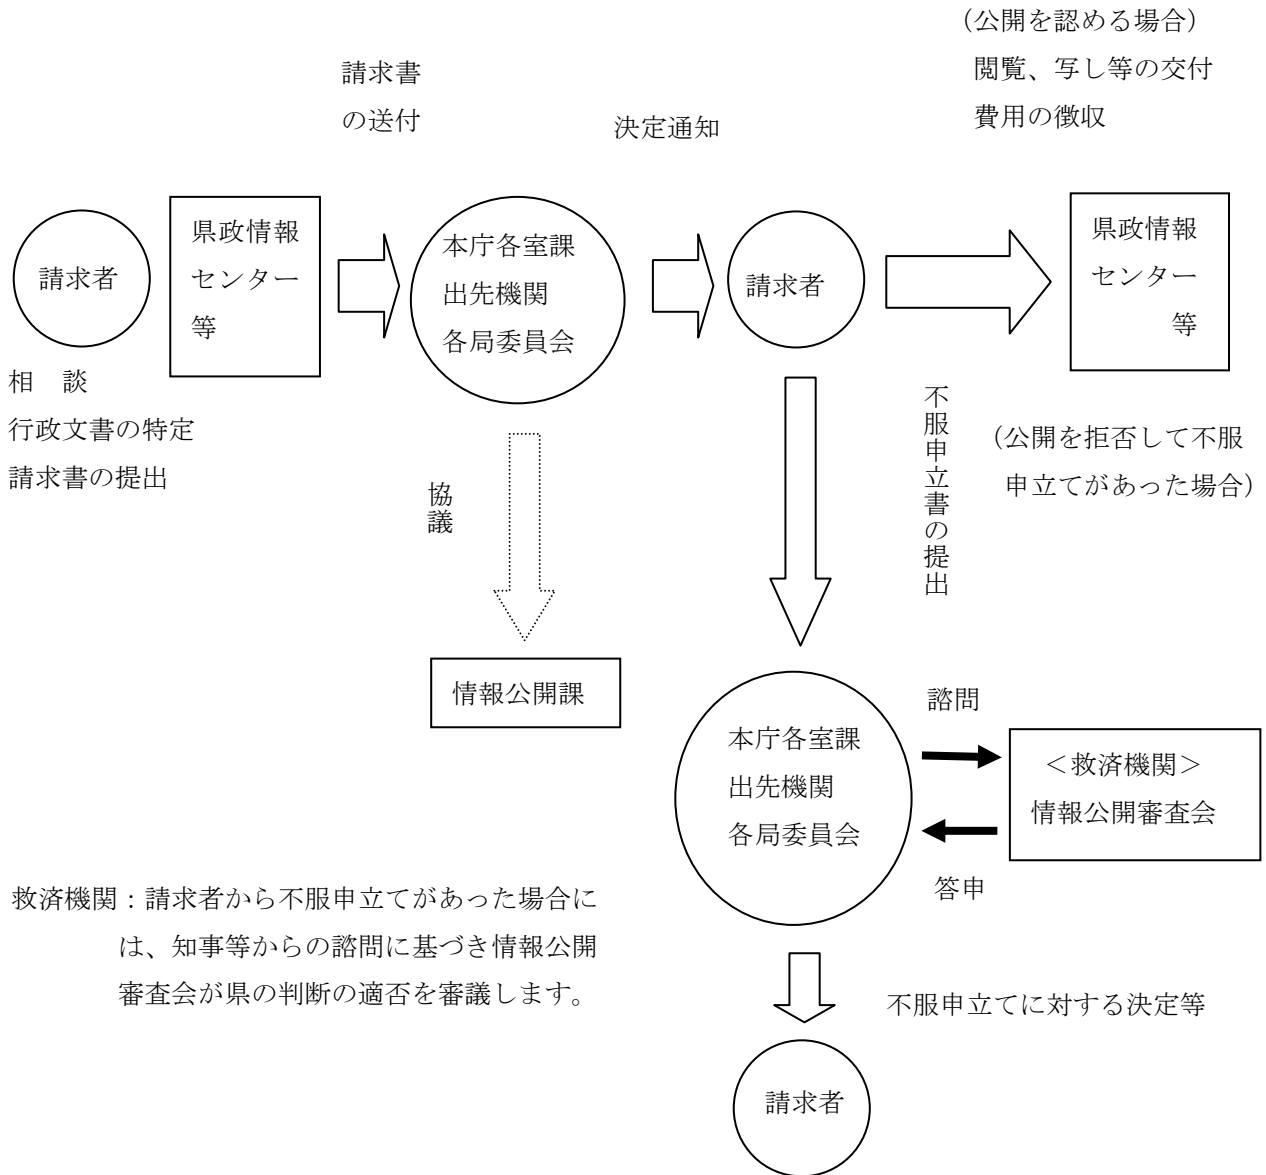 (公開を認める場合)
閲覧、写し等の交付
費用の徴収
請求書
の送付
決定通知
請求者
県政情報
センター
等
本庁各室課
出先機関
各局委員会
請求者
県政情報
センター
等
相　談
行政文書の特定
請求書の提出
協議
不服申立書の提出
(公開を拒否して不服
申立てがあった場合)
情報公開課
本庁各室課
出先機関
各局委員会
諮問
＜救済機関＞
情報公開審査会
答申
救済機関：請求者から不服申立てがあった場合に
は、知事等からの諮問に基づき情報公開
審査会が県の判断の適否を審議します。
不服申立てに対する決定等
請求者